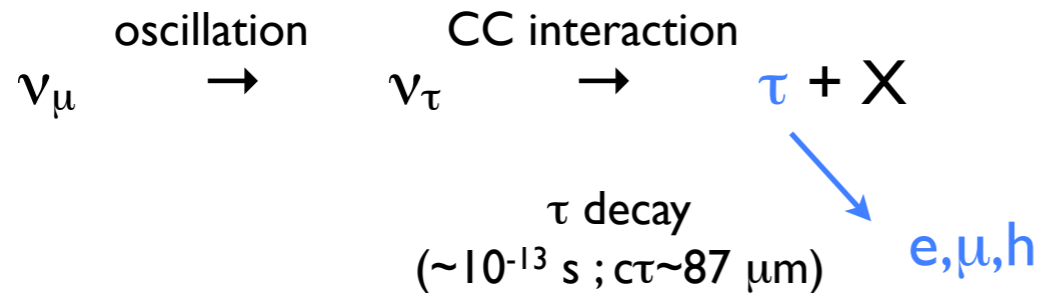 oscillation CC interaction
νμ → ντ → τ + X
τ decay
(~10⁻¹³ s ; cτ~87 μm)
e,μ,h